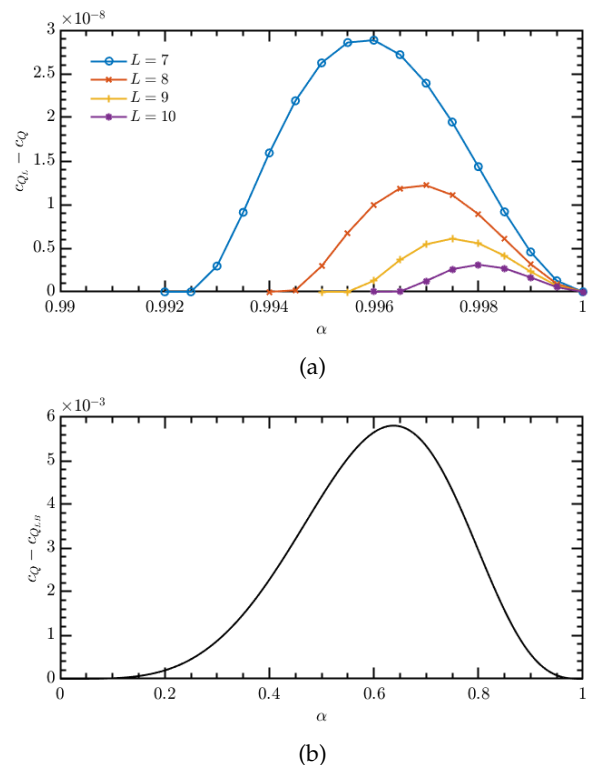 ×10⁻⁸
3
2.5
2
1.5
1
0.5
0
c_{Q_L} − c_Q
L = 7
L = 8
L = 9
L = 10
0.99 0.992 0.994 0.996 0.998 1
α
(a)
×10⁻³
6
5
4
3
2
1
0
c_Q − c_{Q_{LB}}
0 0.2 0.4 0.6 0.8 1
α
(b)